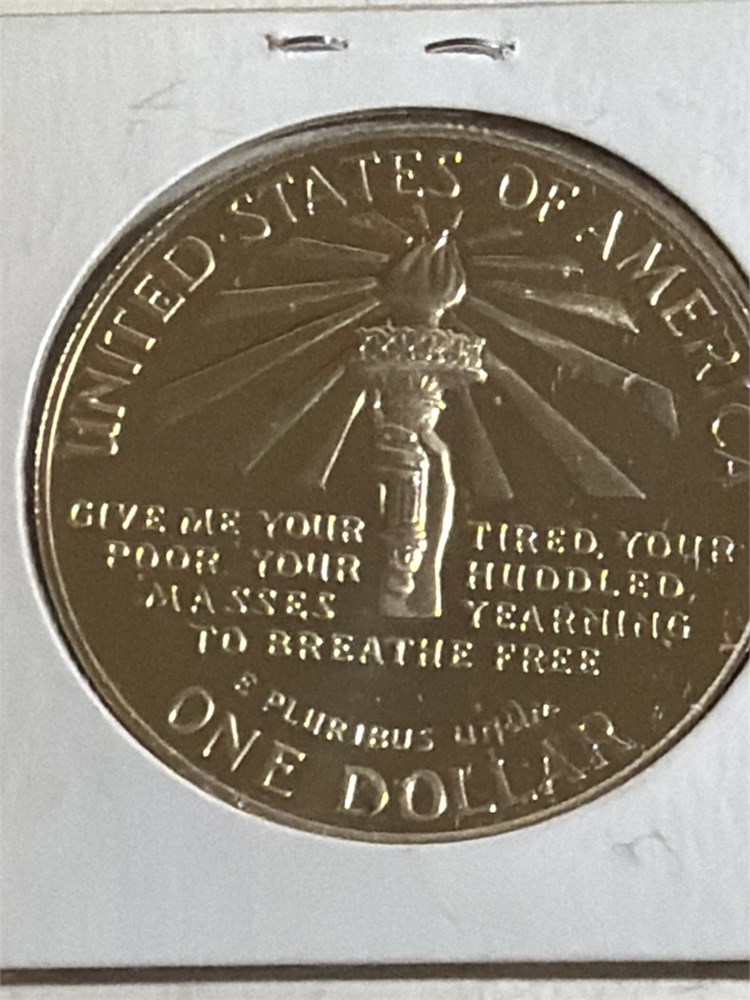 UNITED·STATES OF AMERICA
GIVE ME YOUR TIRED, YOUR
POOR YOUR HUDDLED,
MASSES YEARNING
TO BREATHE FREE
E PLURIBUS UNUM
ONE DOLLAR